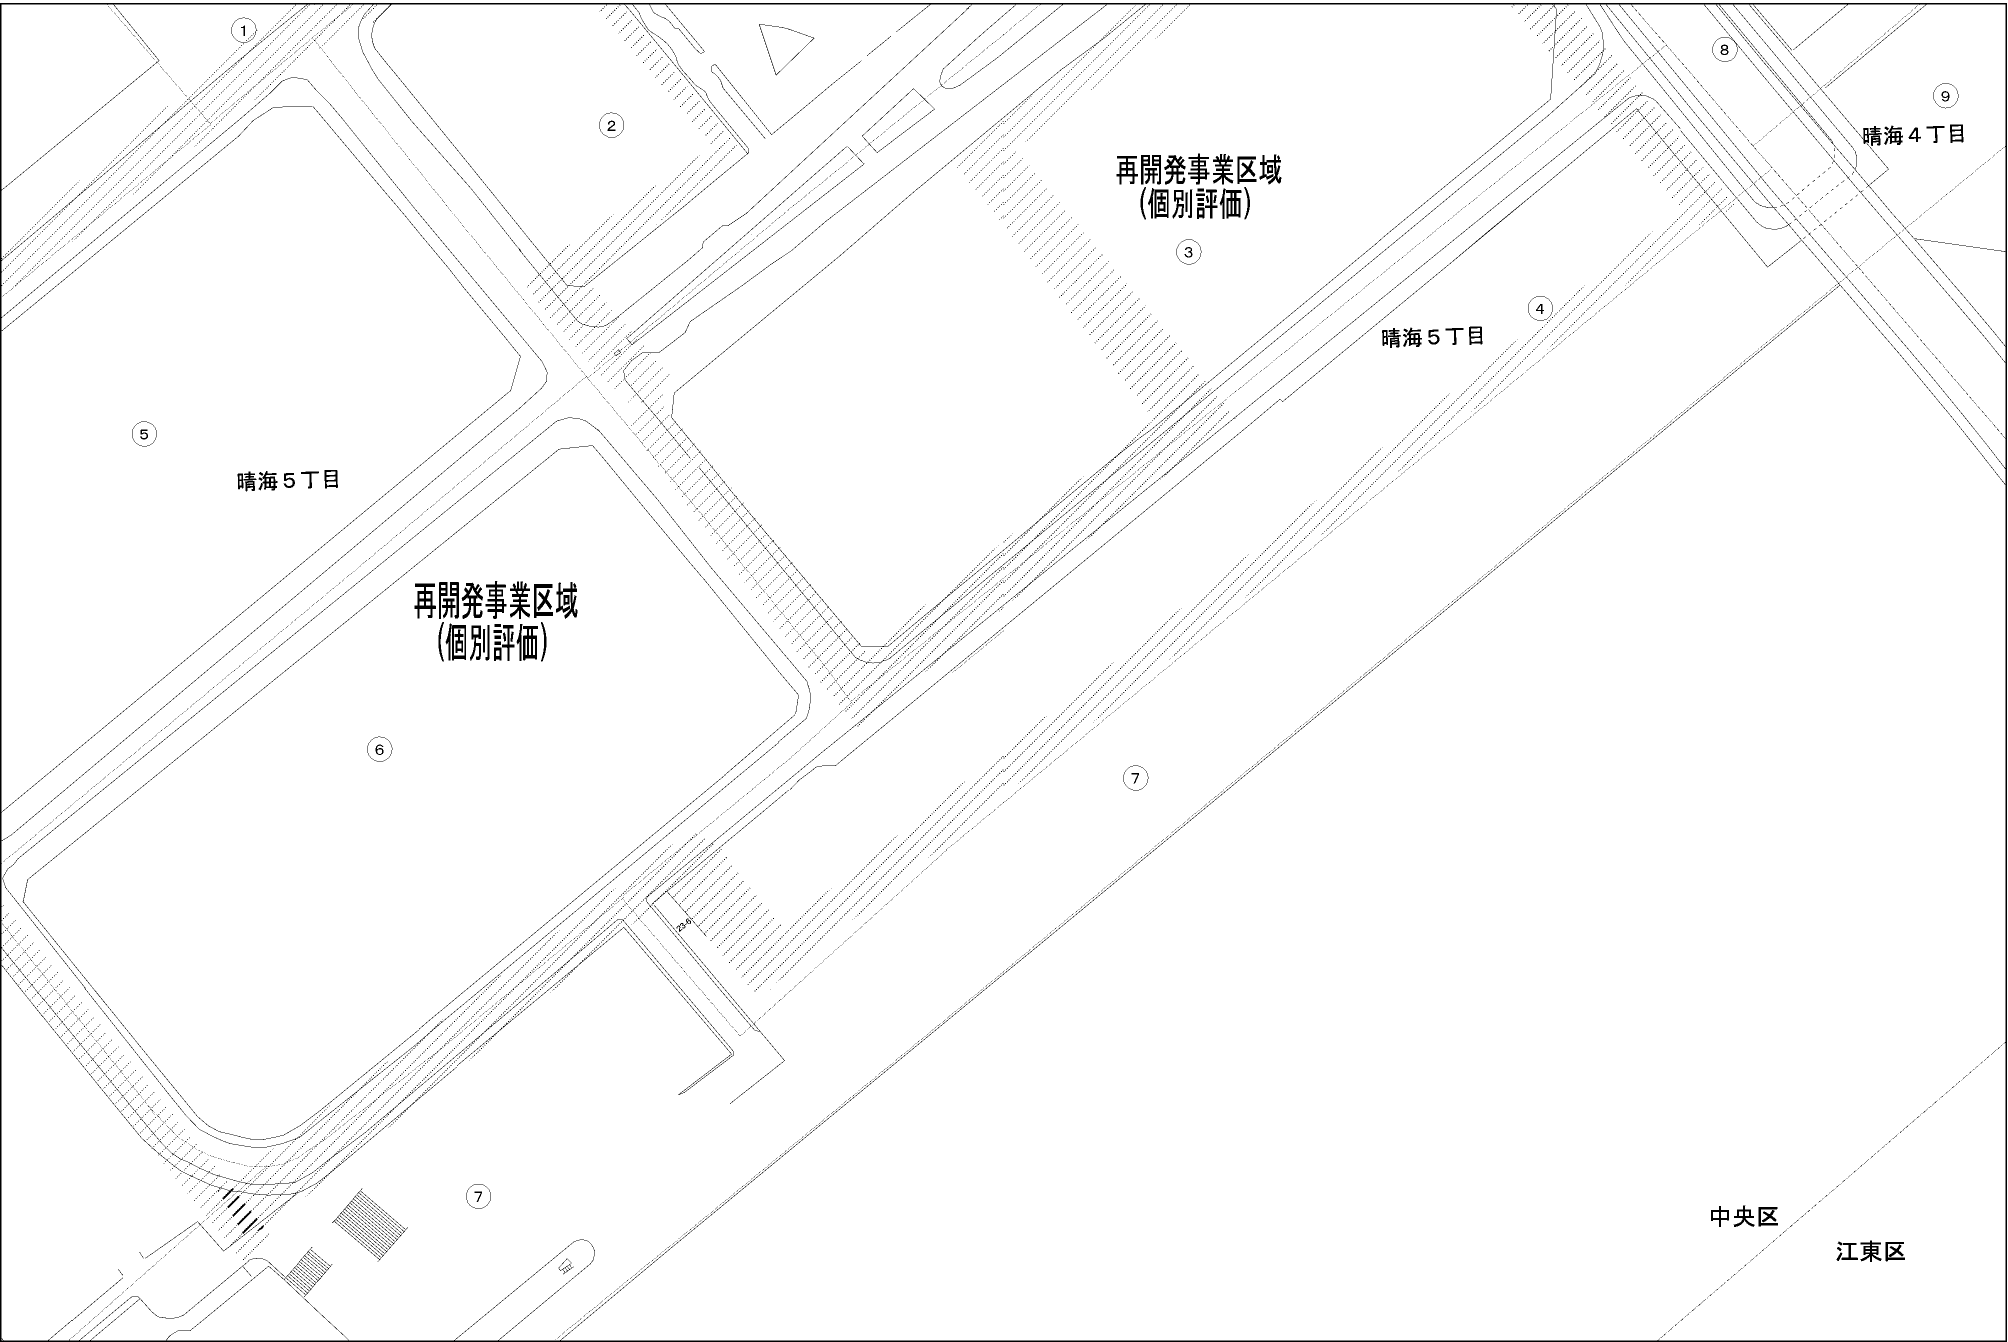 ①
⑧
⑨
②
晴海４丁目
再開発事業区域
(個別評価)
③
④
晴海５丁目
⑤
晴海５丁目
再開発事業区域
(個別評価)
⑥
⑦
23-6
⑦
中央区
江東区